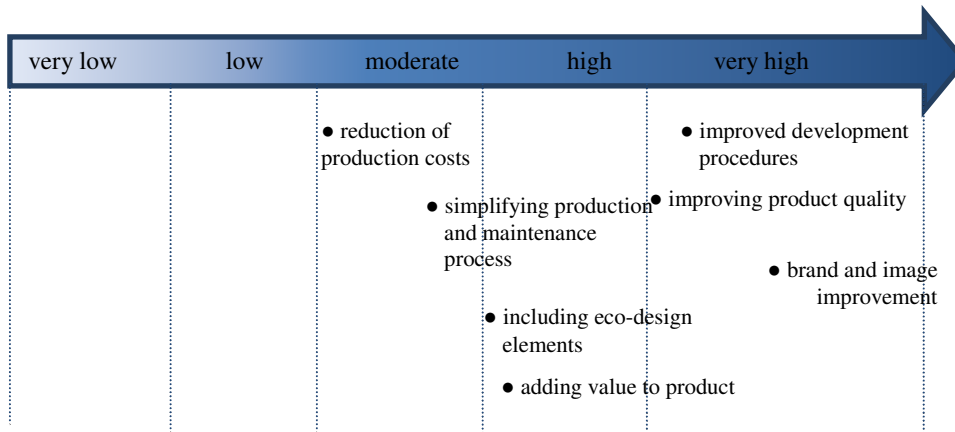 very low low moderate high very high
● reduction of
production costs
● improved development
procedures
● simplifying production
and maintenance
process
● improving product quality
● brand and image
improvement
● including eco-design
elements
● adding value to product